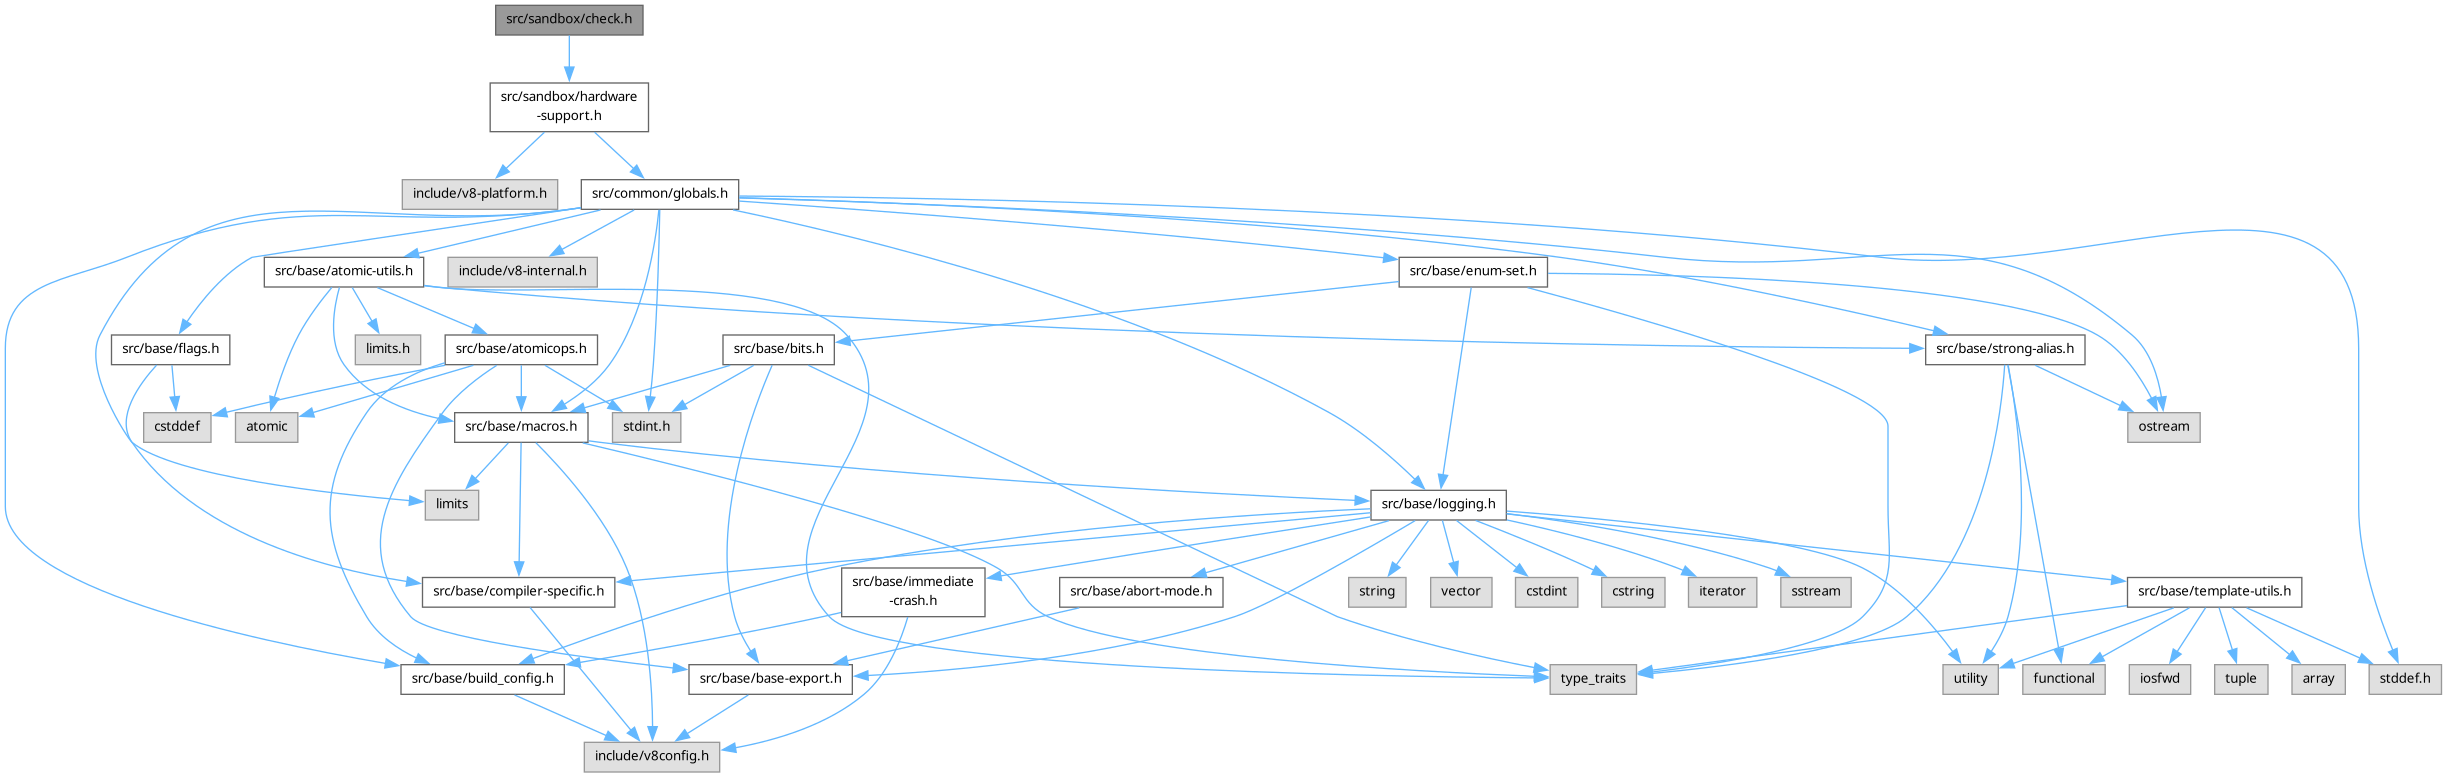 src/sandbox/check.h
src/sandbox/hardware
-support.h
include/v8-platform.h
src/common/globals.h
src/base/atomic-utils.h
include/v8-internal.h
src/base/enum-set.h
src/base/flags.h
limits.h
src/base/atomicops.h
src/base/bits.h
src/base/strong-alias.h
cstddef
atomic
src/base/macros.h
stdint.h
ostream
limits
src/base/logging.h
src/base/compiler-specific.h
src/base/immediate
-crash.h
src/base/abort-mode.h
string
vector
cstdint
cstring
iterator
sstream
src/base/template-utils.h
src/base/build_config.h
src/base/base-export.h
type_traits
utility
functional
iosfwd
tuple
array
stddef.h
include/v8config.h